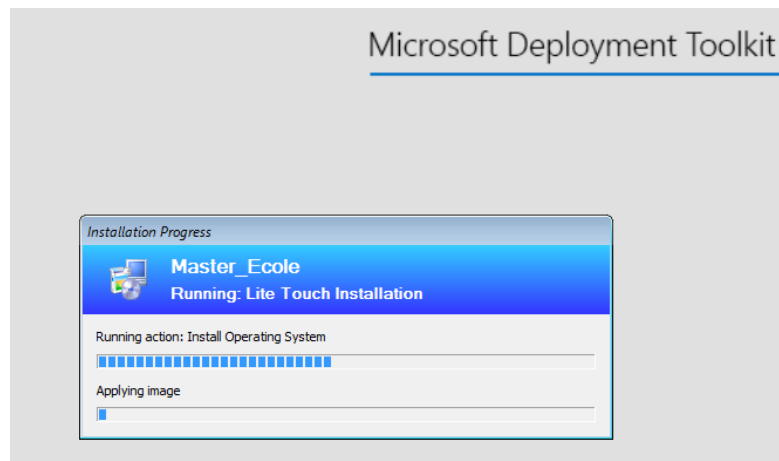 Microsoft Deployment Toolkit
Installation Progress
Master_Ecole
Running: Lite Touch Installation
Running action: Install Operating System
Applying image